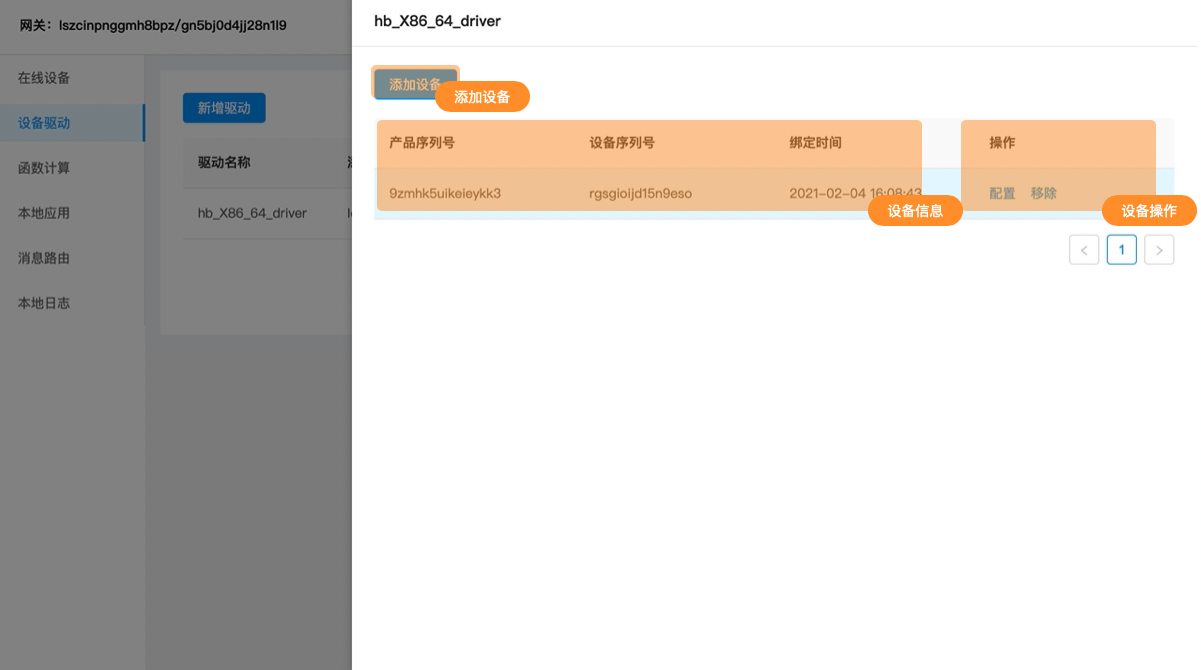 网关：lszcinpnggmh8bpz/gn5bj0d4jj28n1l9
在线设备
设备驱动
函数计算
本地应用
消息路由
本地日志
新增驱动
驱动名称
hb_X86_64_driver
hb_X86_64_driver
添加设备
添加设备
产品序列号 设备序列号 绑定时间 操作
9zmhk5uikeieykk3 rgsgioijd15n9eso 2021-02-04 16:08:43 配置 移除
设备信息 设备操作
< 1 >